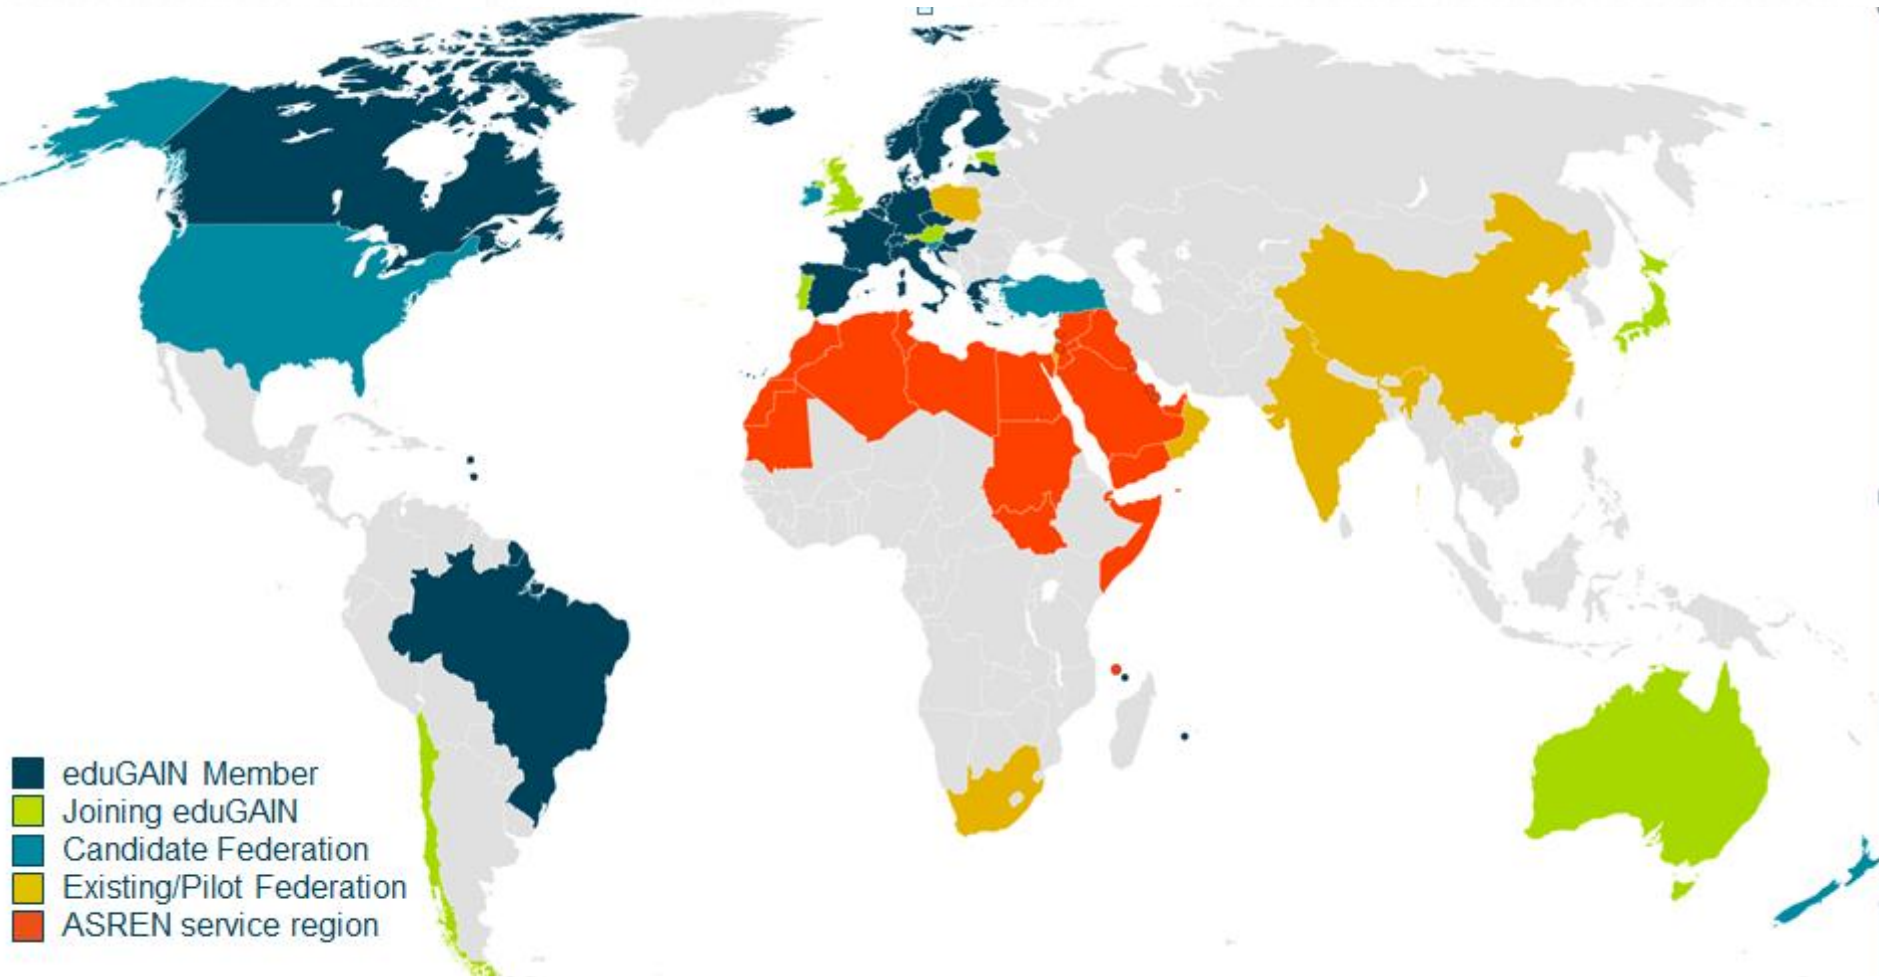 eduGAIN Member
Joining eduGAIN
Candidate Federation
Existing/Pilot Federation
ASREN service region